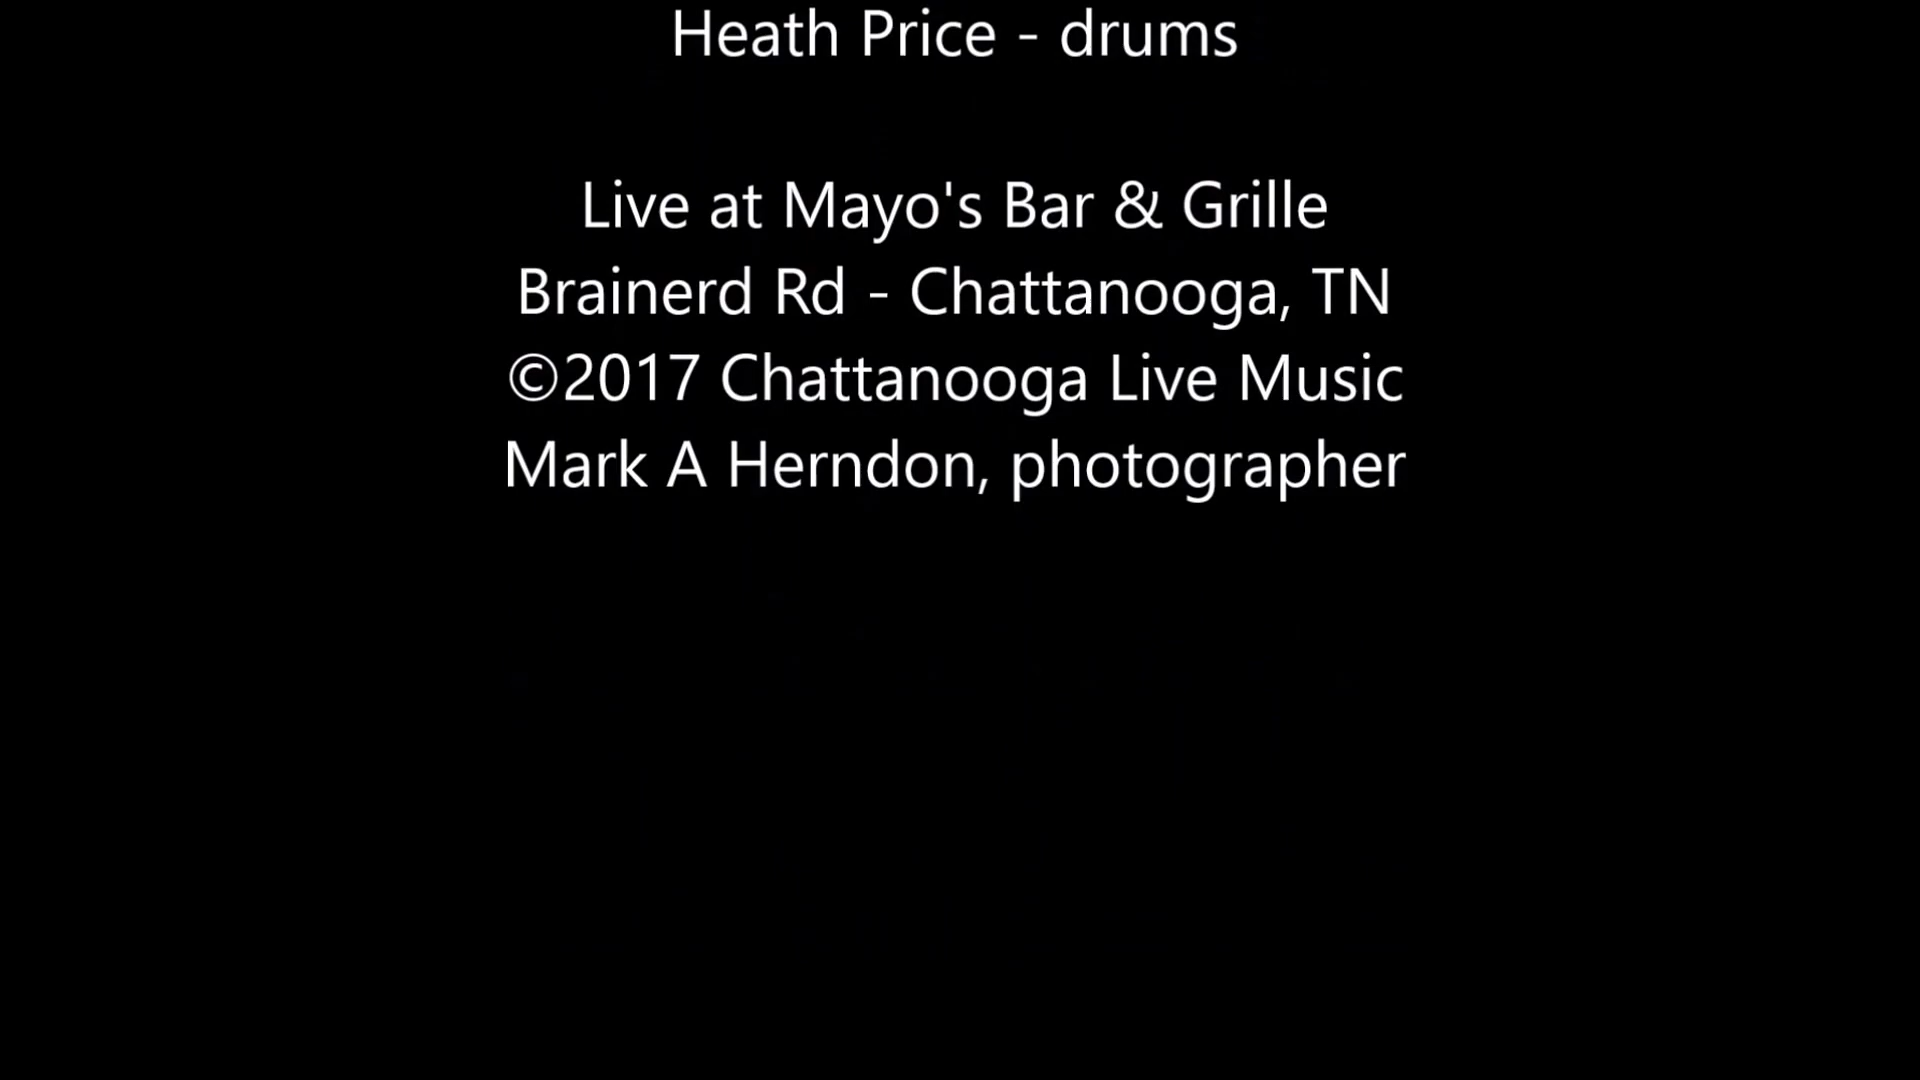 Heath Price - drums
Live at Mayo's Bar & Grille
Brainerd Rd - Chattanooga, TN
©2017 Chattanooga Live Music
Mark A Herndon, photographer